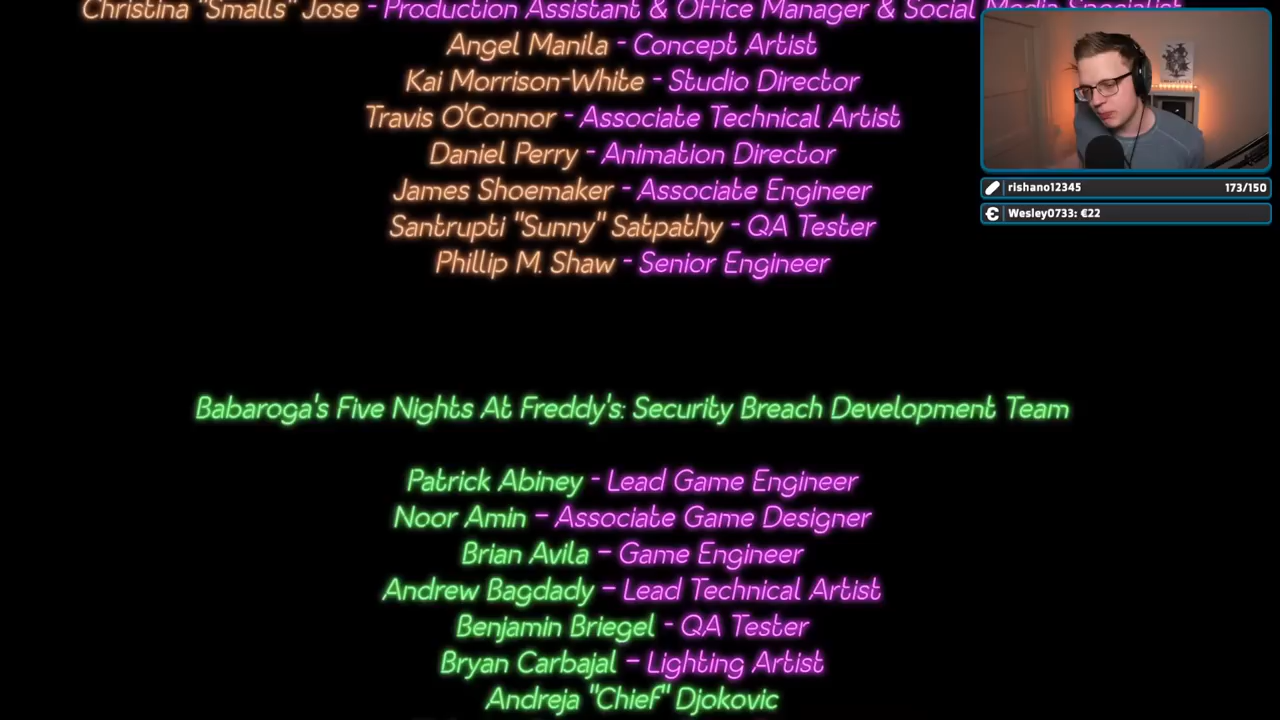 Christina "Smalls" Jose - Production Assistant & Office Manager & Social Media Specialist
Angel Manila - Concept Artist
Kai Morrison-White - Studio Director
Travis O'Connor - Associate Technical Artist
Daniel Perry - Animation Director
James Shoemaker - Associate Engineer
Santrupti "Sunny" Satpathy - QA Tester
Phillip M. Shaw - Senior Engineer
rishano12345 173/150
Wesley0733: €22
Babaroga's Five Nights At Freddy's: Security Breach Development Team
Patrick Abiney - Lead Game Engineer
Noor Amin – Associate Game Designer
Brian Avila – Game Engineer
Andrew Bagdady – Lead Technical Artist
Benjamin Briegel - QA Tester
Bryan Carbajal – Lighting Artist
Andreja "Chief" Djokovic